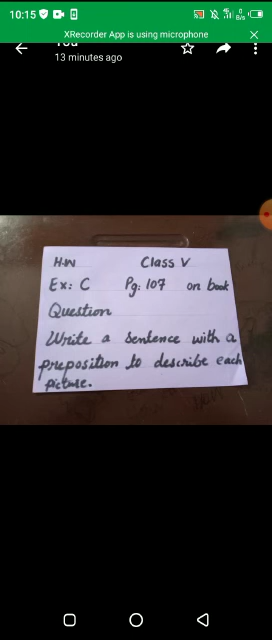 10:15
XRecorder App is using microphone
You
13 minutes ago
H.W Class V
Ex: C Pg: 107 on book
Question
Write a sentence with a
preposition to describe each
picture.